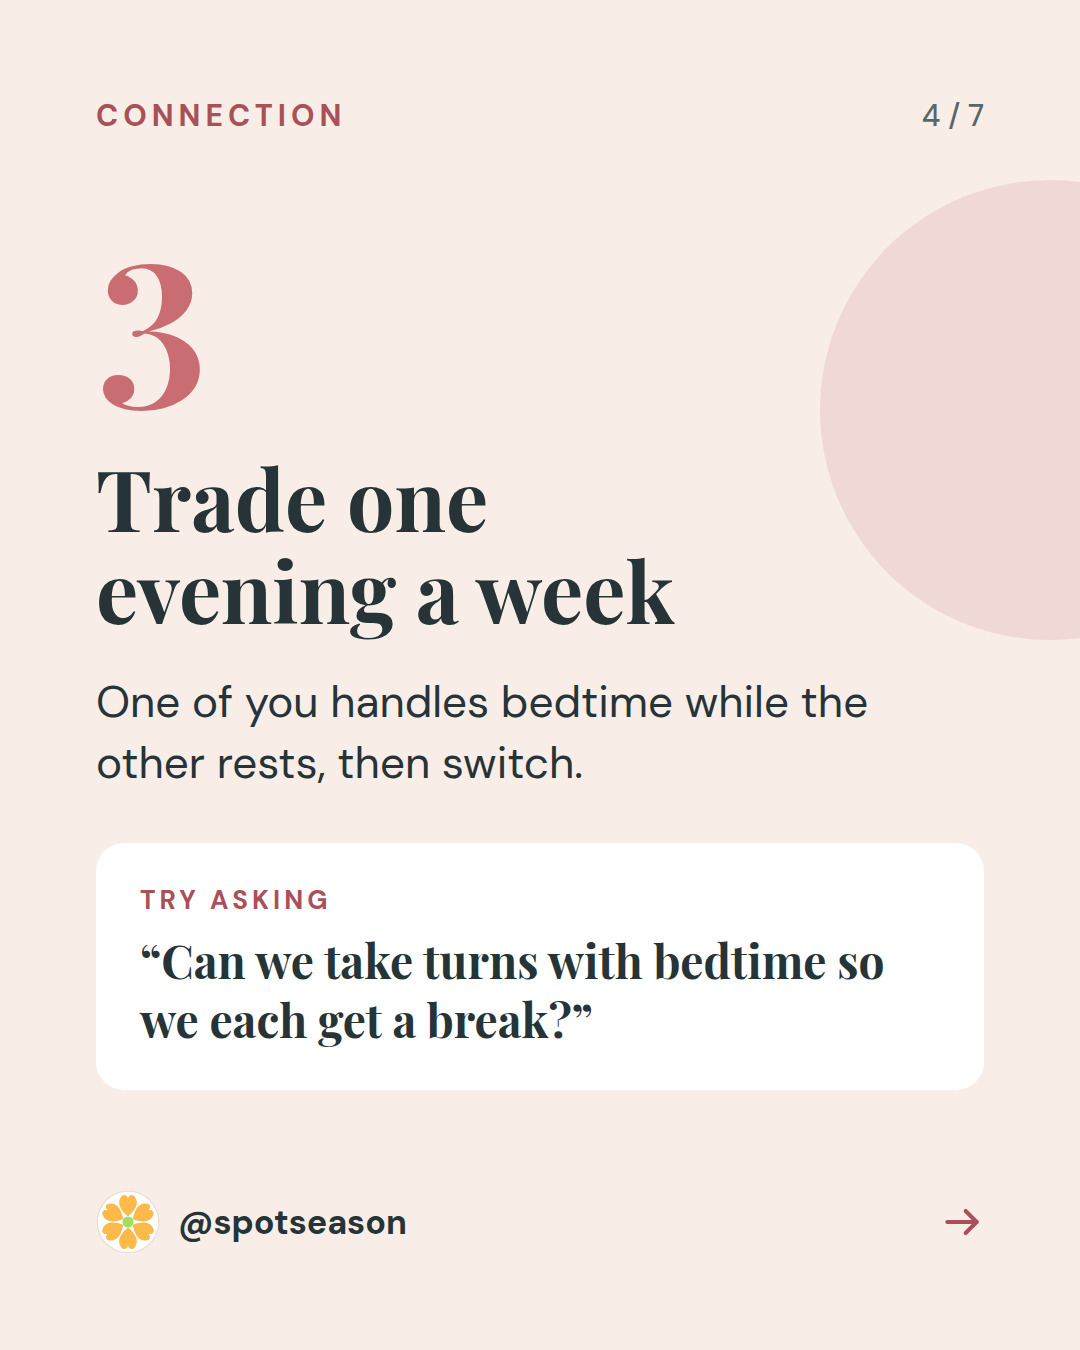 CONNECTION
4 / 7
3
Trade one
evening a week
One of you handles bedtime while the
other rests, then switch.
TRY ASKING
“Can we take turns with bedtime so
we each get a break?”
@spotseason